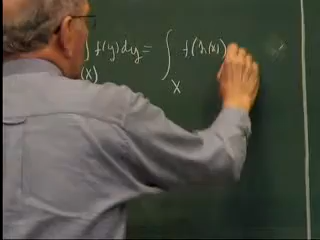 ∫ f(y) dy = ∫ f(h(x))
(X) X